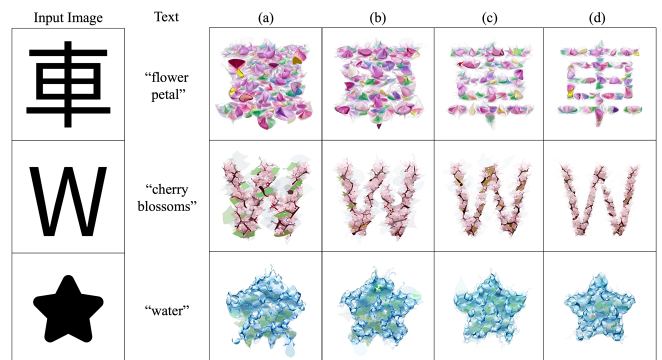 Input Image Text (a) (b) (c) (d)
車
“flower
petal”
W
“cherry
blossoms”
“water”